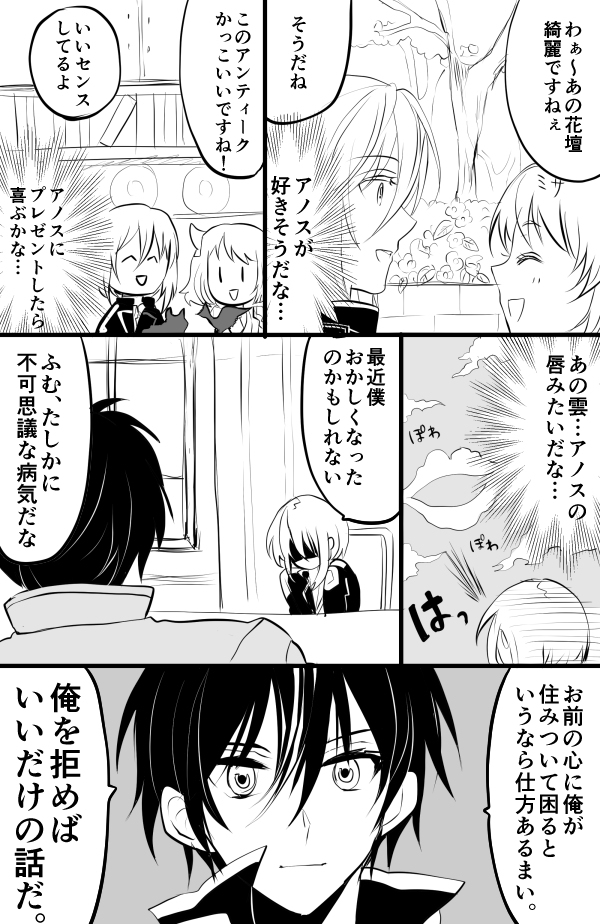 わぁ〜あの花壇
綺麗ですねぇ
そうだね
アノスが
好きそうだな…
このアンティーク
かっこいいですね！
いいセンス
してるよ
アノスに
プレゼントしたら
喜ぶかな…
あの雲…アノスの
唇みたいだな…
ぽわ
ぽわ
はっ
最近僕
おかしくなった
のかもしれない
ふむ、たしかに
不可思議な病気だな
お前の心に俺が
住みついて困ると
いうなら仕方あるまい。
俺を拒めば
いいだけの話だ。